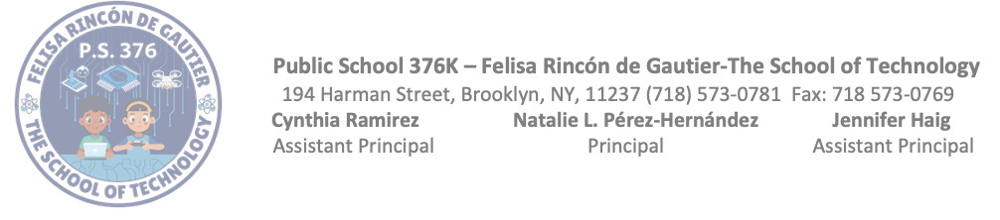 FELISA RINCÓN DE GAUTIER
P.S. 376
THE SCHOOL OF TECHNOLOGY
Public School 376K – Felisa Rincón de Gautier-The School of Technology
194 Harman Street, Brooklyn, NY, 11237 (718) 573-0781 Fax: 718 573-0769
Cynthia Ramirez Natalie L. Pérez-Hernández Jennifer Haig
Assistant Principal Principal Assistant Principal